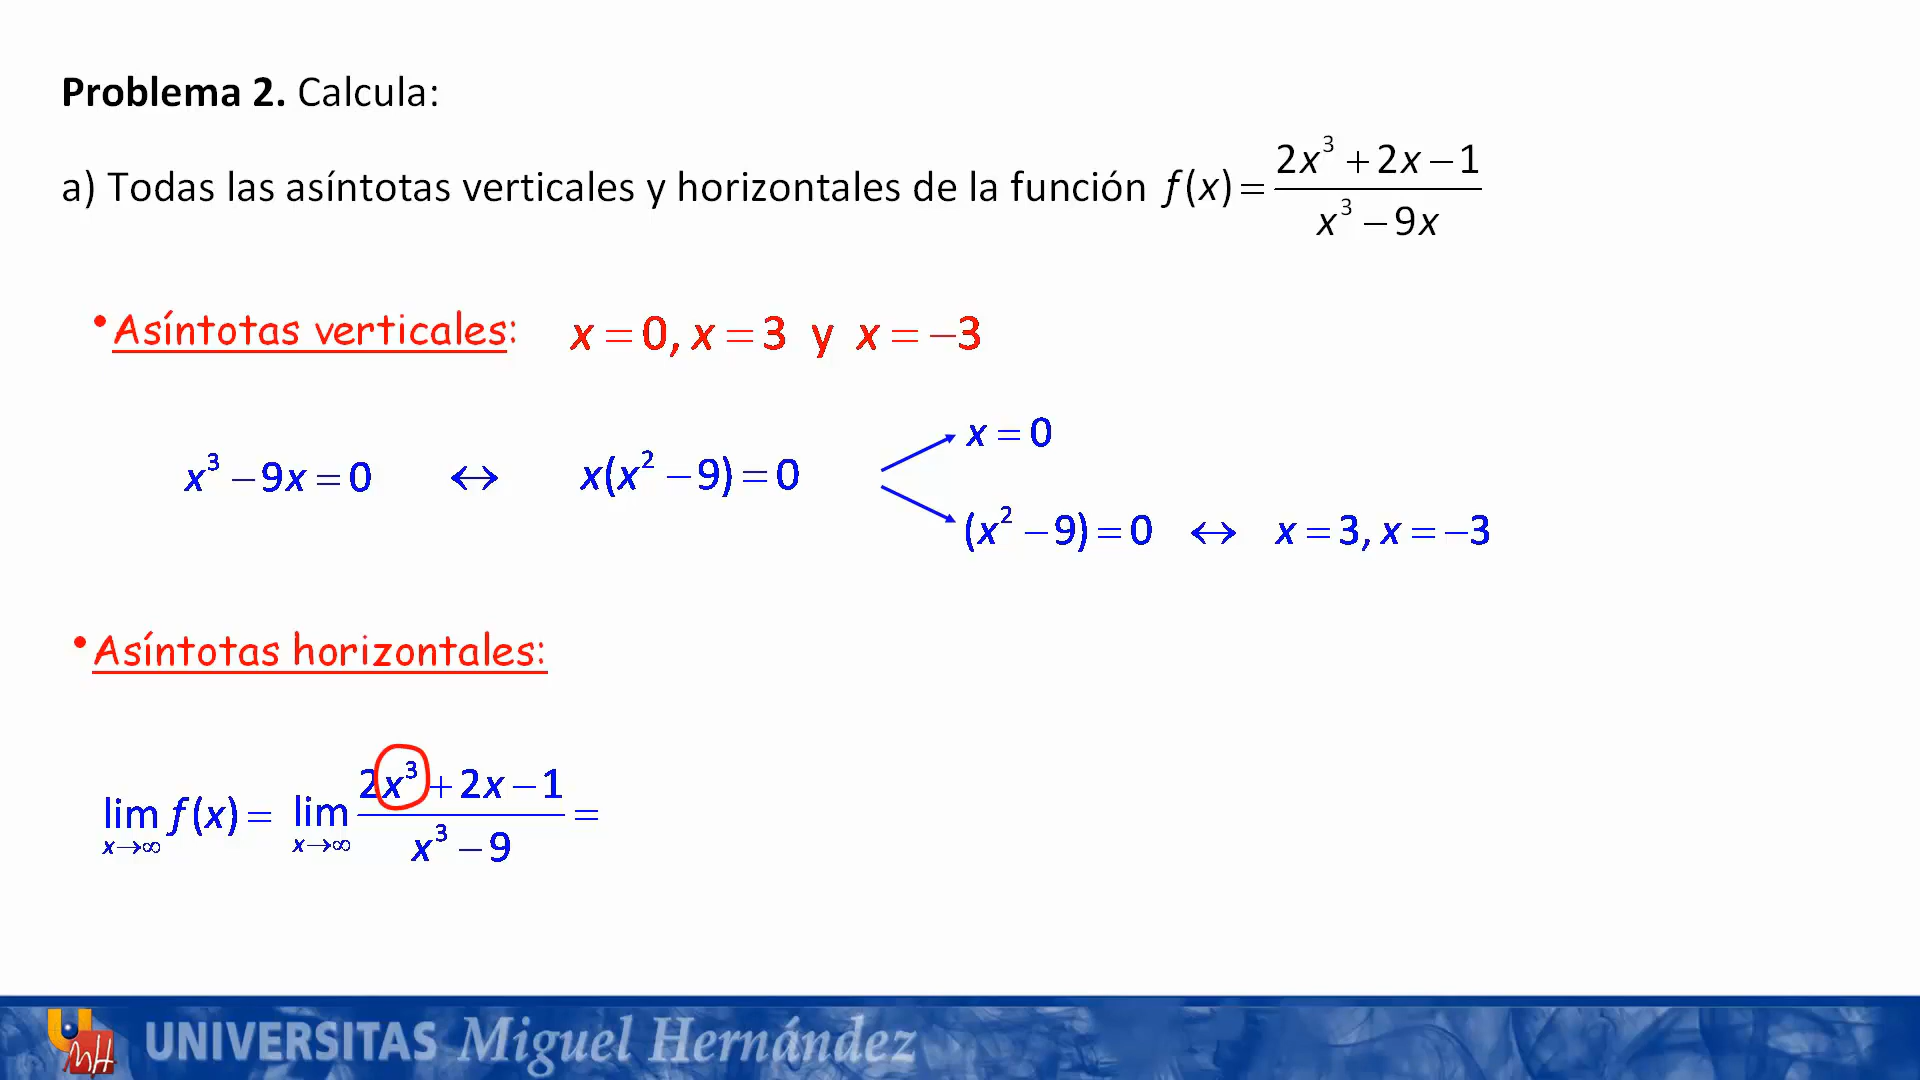 Problema 2. Calcula:
a) Todas las asíntotas verticales y horizontales de la función f(x) = (2x³ + 2x − 1)/(x³ − 9x)
• Asíntotas verticales: x = 0, x = 3 y x = −3
x³ − 9x = 0 ↔ x(x² − 9) = 0
x = 0
(x² − 9) = 0 ↔ x = 3, x = −3
• Asíntotas horizontales:
lim x→∞ f(x) = lim x→∞ (2x³ + 2x − 1)/(x³ − 9) =
UNIVERSITAS Miguel Hernández